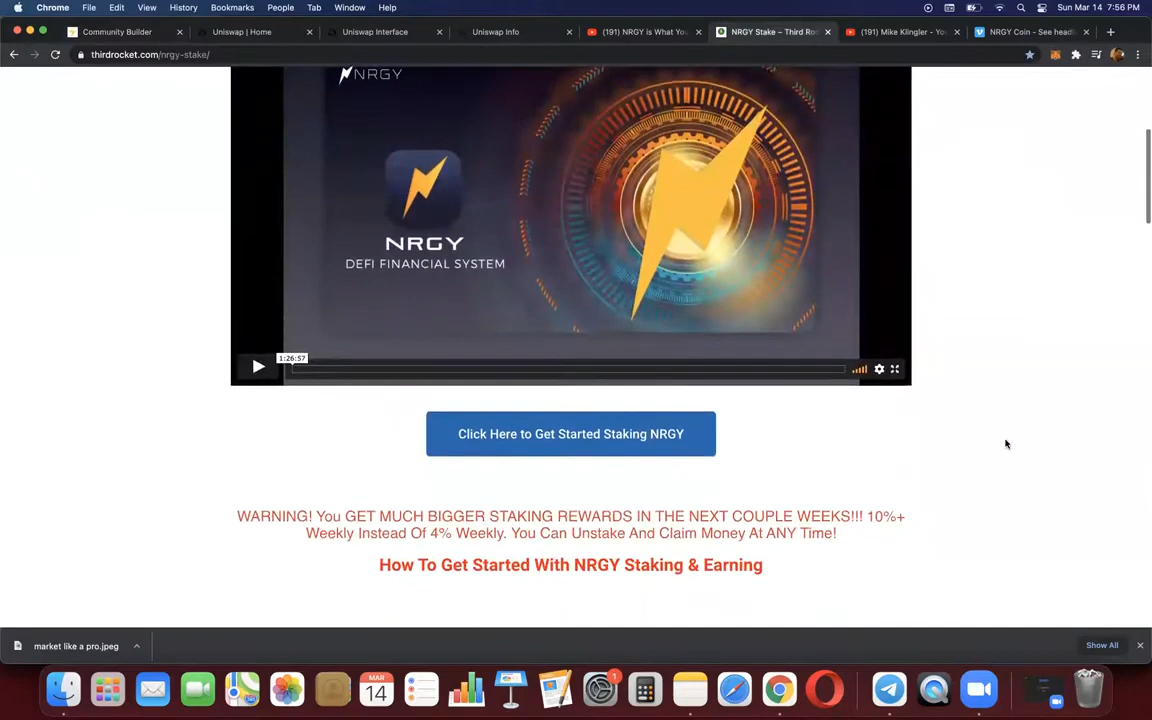 Chrome File Edit View History Bookmarks People Tab Window Help Sun Mar 14 7:56 PM
Community Builder Uniswap | Home Uniswap Interface Uniswap Info (191) NRGY is What You NRGY Stake – Third Ro (191) Mike Klingler - Yo NRGY Coin - See headl
thirdrocket.com/nrgy-stake/
NRGY
NRGY
DEFI FINANCIAL SYSTEM
1:26:57
Click Here to Get Started Staking NRGY
WARNING! You GET MUCH BIGGER STAKING REWARDS IN THE NEXT COUPLE WEEKS!!! 10%+
Weekly Instead Of 4% Weekly. You Can Unstake And Claim Money At ANY Time!
How To Get Started With NRGY Staking & Earning
market like a pro.jpeg Show All
MAR
14
1